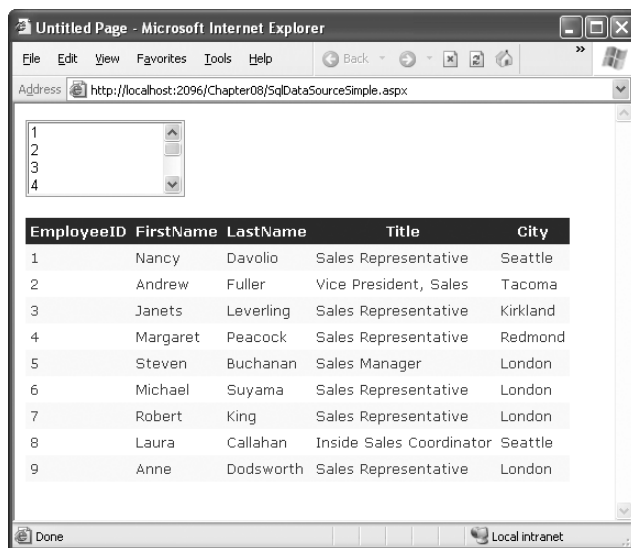 Untitled Page - Microsoft Internet Explorer
File Edit View Favorites Tools Help Back »
Address http://localhost:2096/Chapter08/SqlDataSourceSimple.aspx
1
2
3
4
EmployeeID FirstName LastName Title City
1 Nancy Davolio Sales Representative Seattle
2 Andrew Fuller Vice President, Sales Tacoma
3 Janets Leverling Sales Representative Kirkland
4 Margaret Peacock Sales Representative Redmond
5 Steven Buchanan Sales Manager London
6 Michael Suyama Sales Representative London
7 Robert King Sales Representative London
8 Laura Callahan Inside Sales Coordinator Seattle
9 Anne Dodsworth Sales Representative London
Done Local intranet